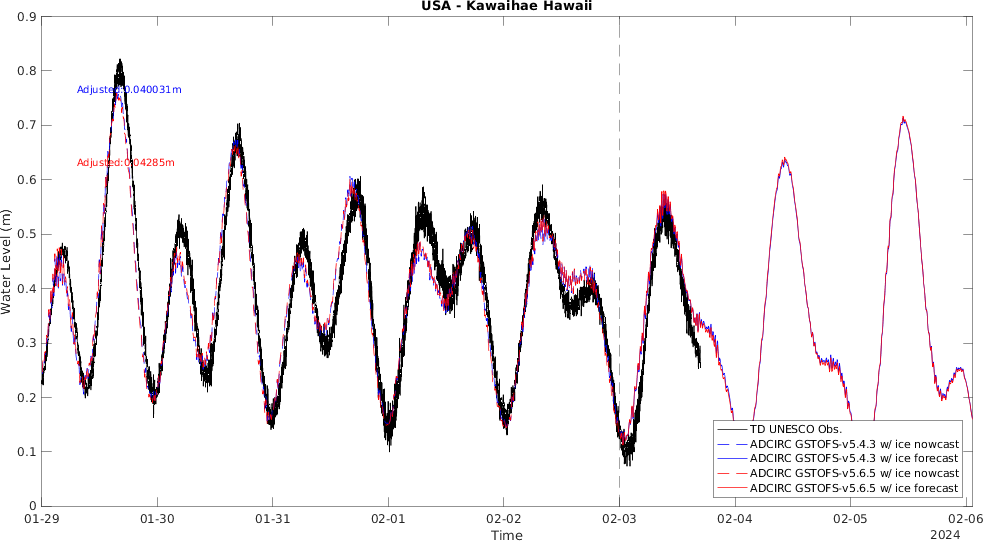 USA - Kawaihae Hawaii
0.9
0.8
0.7
0.6
0.5
0.4
0.3
0.2
0.1
0
Water Level (m)
Adjusted:0.040031m
Adjusted:0.04285m
TD UNESCO Obs.
ADCIRC GSTOFS-v5.4.3 w/ ice nowcast
ADCIRC GSTOFS-v5.4.3 w/ ice forecast
ADCIRC GSTOFS-v5.6.5 w/ ice nowcast
ADCIRC GSTOFS-v5.6.5 w/ ice forecast
01-29 01-30 01-31 02-01 02-02 02-03 02-04 02-05 02-06
Time
2024